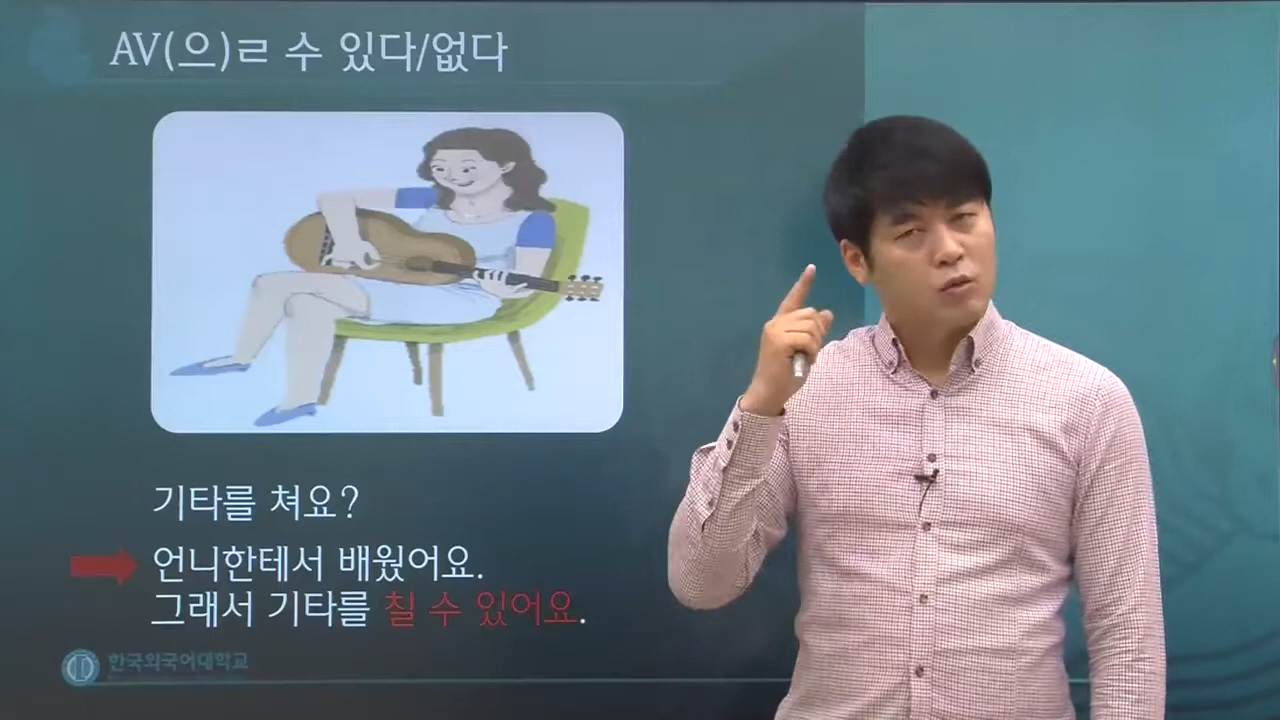 AV(으)ㄹ 수 있다/없다
기타를 쳐요?
언니한테서 배웠어요.
그래서 기타를 칠 수 있어요.
한국외국어대학교